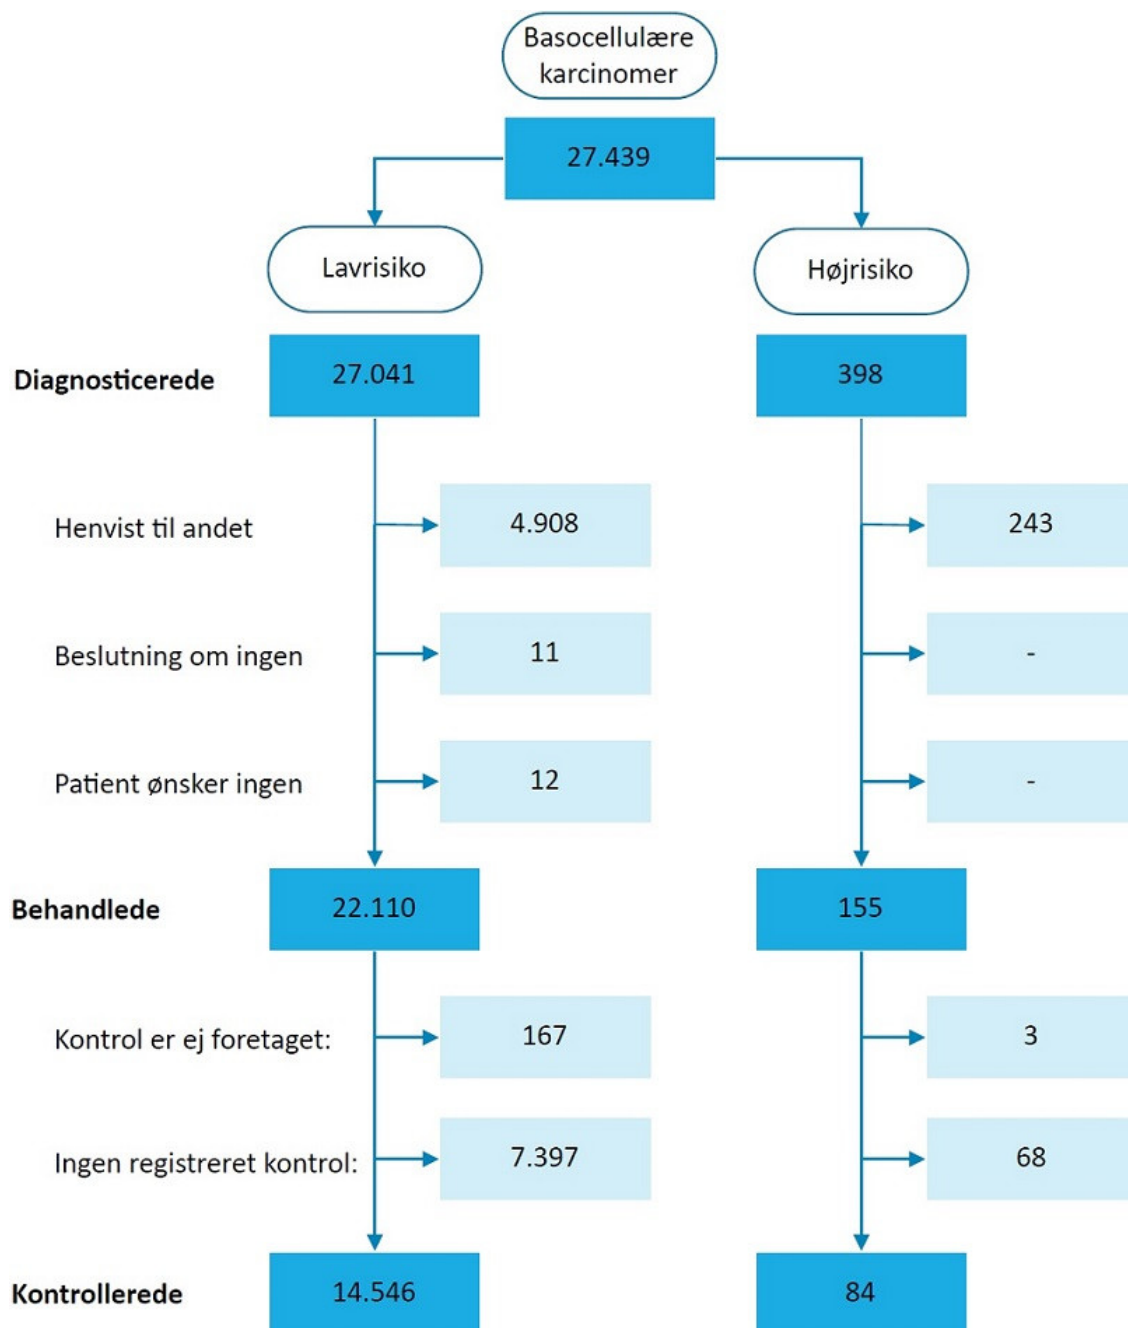 Basocellulære
karcinomer
27.439
Lavrisiko
Højrisiko
Diagnosticerede
27.041
398
Henvist til andet
4.908
243
Beslutning om ingen
11
-
Patient ønsker ingen
12
-
Behandlede
22.110
155
Kontrol er ej foretaget:
167
3
Ingen registreret kontrol:
7.397
68
Kontrollerede
14.546
84